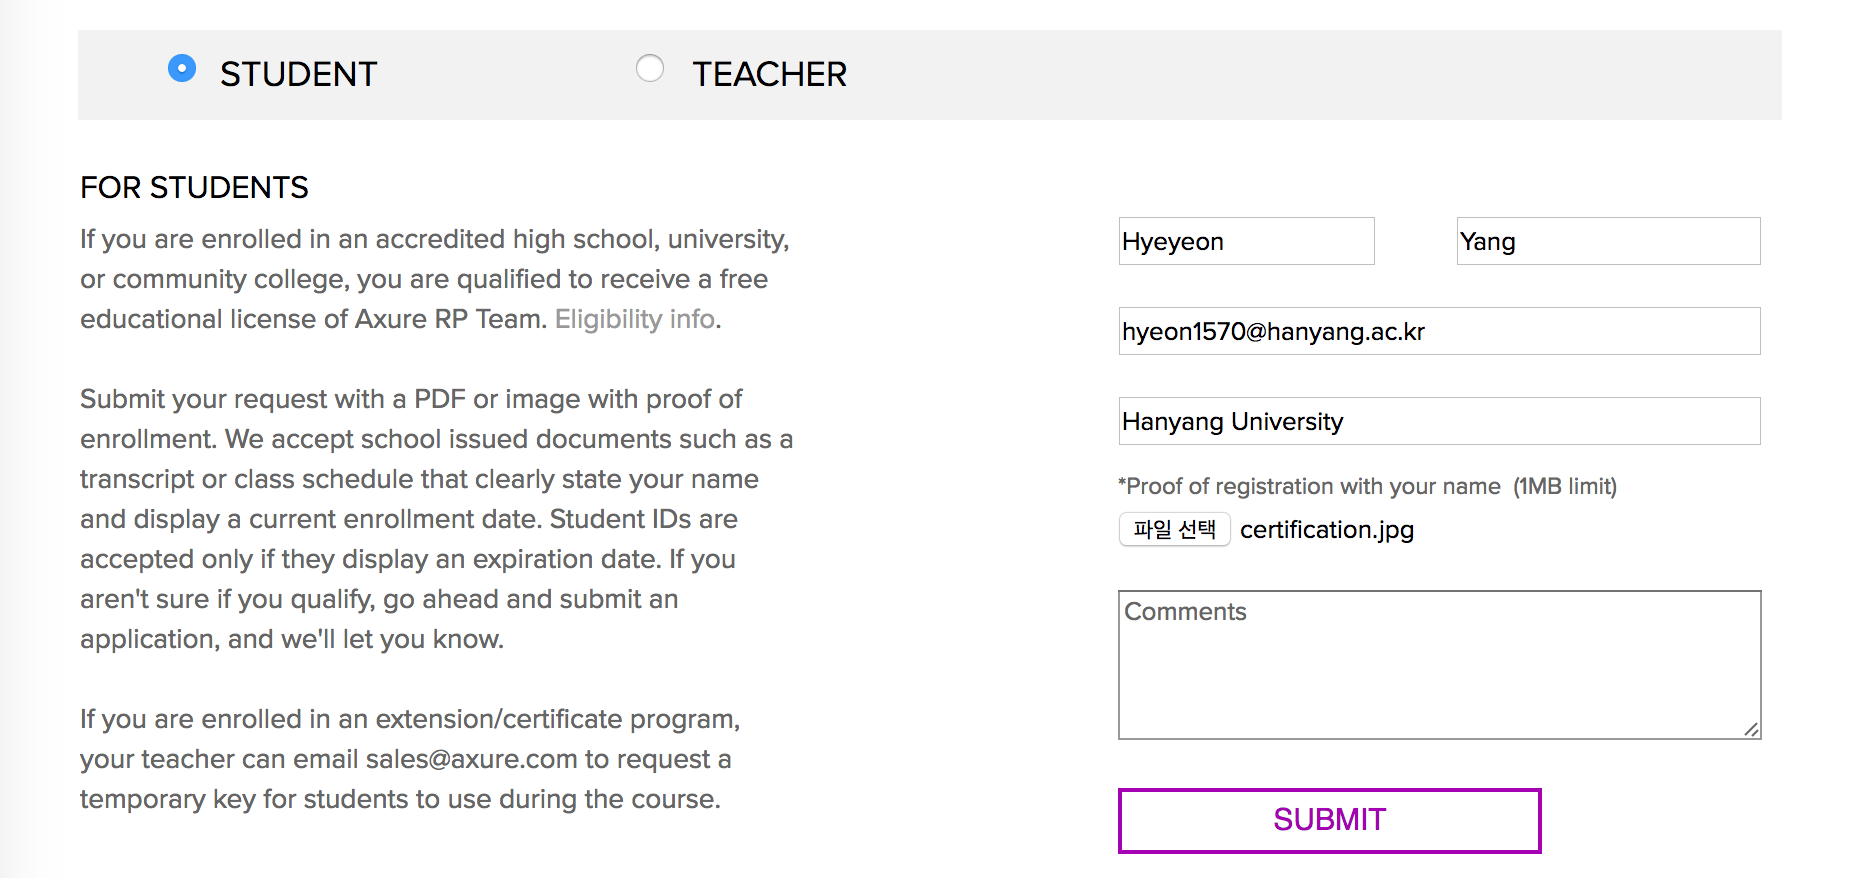 STUDENT TEACHER
FOR STUDENTS
If you are enrolled in an accredited high school, university,
or community college, you are qualified to receive a free
educational license of Axure RP Team. Eligibility info.
Submit your request with a PDF or image with proof of
enrollment. We accept school issued documents such as a
transcript or class schedule that clearly state your name
and display a current enrollment date. Student IDs are
accepted only if they display an expiration date. If you
aren't sure if you qualify, go ahead and submit an
application, and we'll let you know.
If you are enrolled in an extension/certificate program,
your teacher can email sales@axure.com to request a
temporary key for students to use during the course.
Hyeyeon Yang
hyeon1570@hanyang.ac.kr
Hanyang University
*Proof of registration with your name (1MB limit)
파일 선택 certification.jpg
Comments
SUBMIT